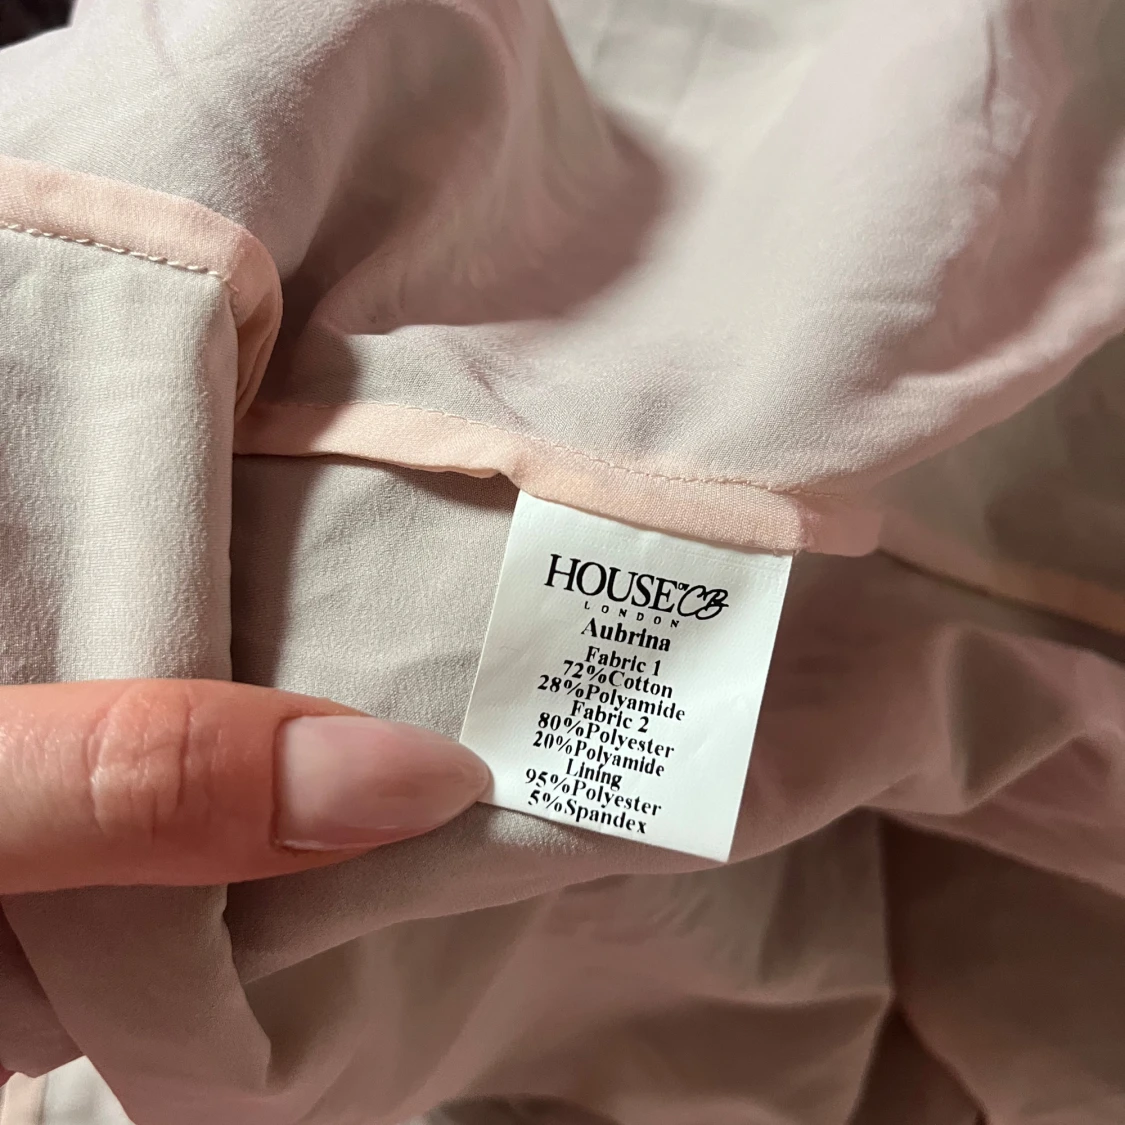 HOUSE OF CB
LONDON
Aubrina
Fabric 1
72%Cotton
28%Polyamide
Fabric 2
80%Polyester
20%Polyamide
Lining
95%Polyester
5%Spandex